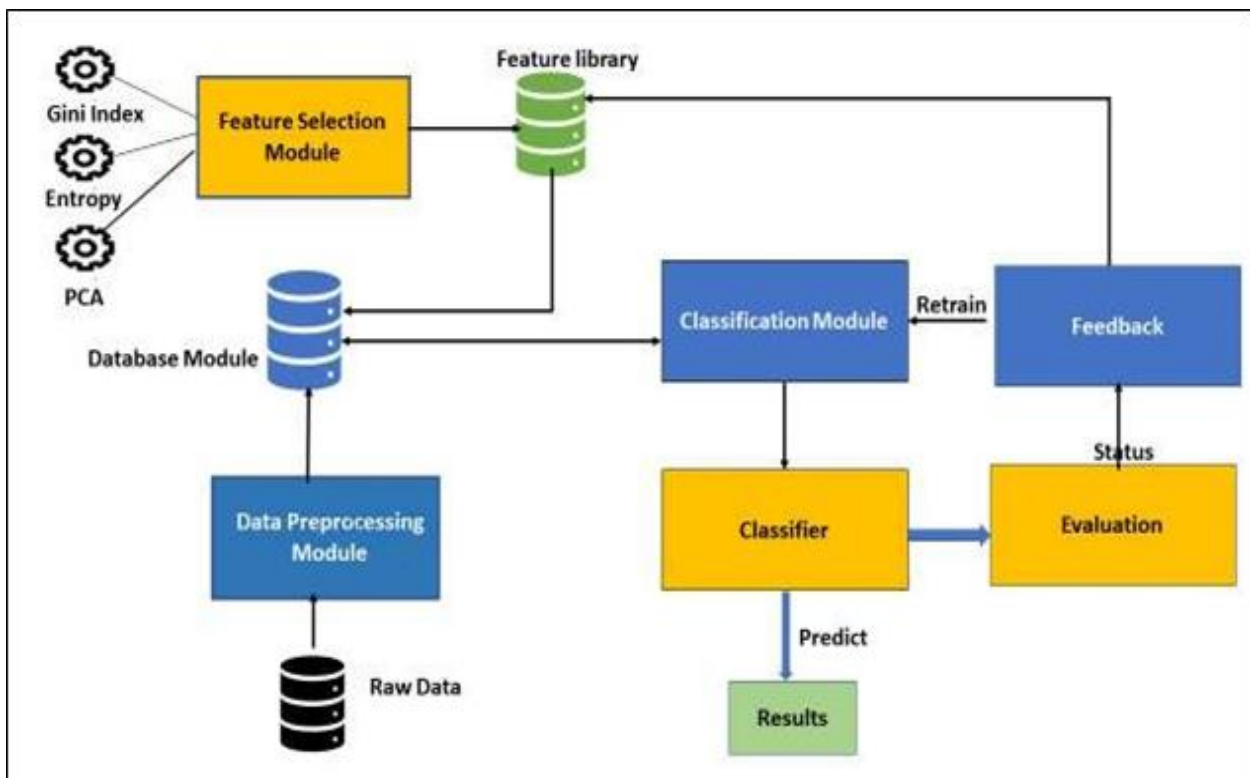 Feature library
Gini Index
Feature Selection
Module
Entropy
PCA
Database Module
Classification Module
Retrain
Feedback
Status
Data Preprocessing
Module
Classifier
Evaluation
Predict
Raw Data
Results